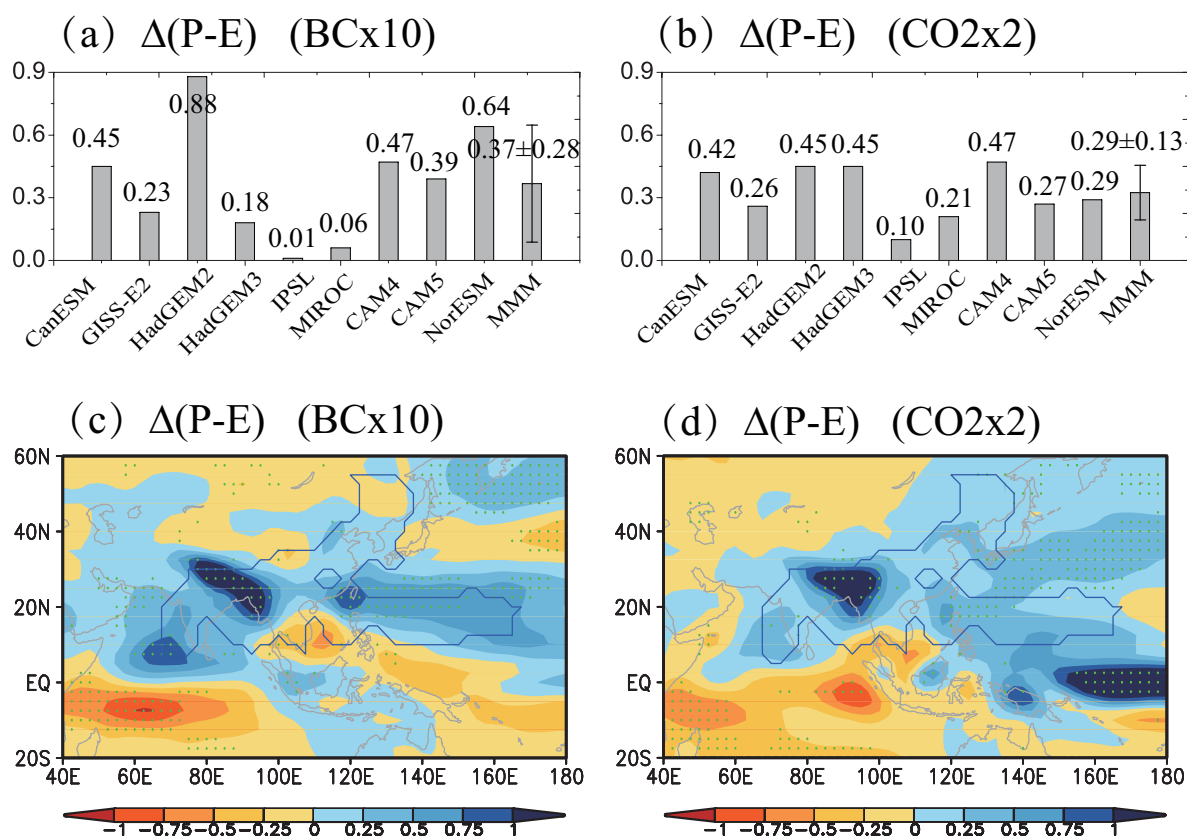 (a) Δ(P-E) (BCx10)
0.9
0.6
0.3
0.0
0.45
0.23
0.88
0.18
0.01
0.06
0.47
0.39
0.64
0.37±0.28
CanESM
GISS-E2
HadGEM2
HadGEM3
IPSL
MIROC
CAM4
CAM5
NorESM
MMM
(b) Δ(P-E) (CO2x2)
0.9
0.6
0.3
0.0
0.42
0.26
0.45
0.45
0.10
0.21
0.47
0.27
0.29
0.29±0.13
CanESM
GISS-E2
HadGEM2
HadGEM3
IPSL
MIROC
CAM4
CAM5
NorESM
MMM
(c) Δ(P-E) (BCx10)
60N
40N
20N
EQ
20S
40E 60E 80E 100E 120E 140E 160E 180
-1 -0.75 -0.5 -0.25 0 0.25 0.5 0.75 1
(d) Δ(P-E) (CO2x2)
60N
40N
20N
EQ
20S
40E 60E 80E 100E 120E 140E 160E 180
-1 -0.75 -0.5 -0.25 0 0.25 0.5 0.75 1